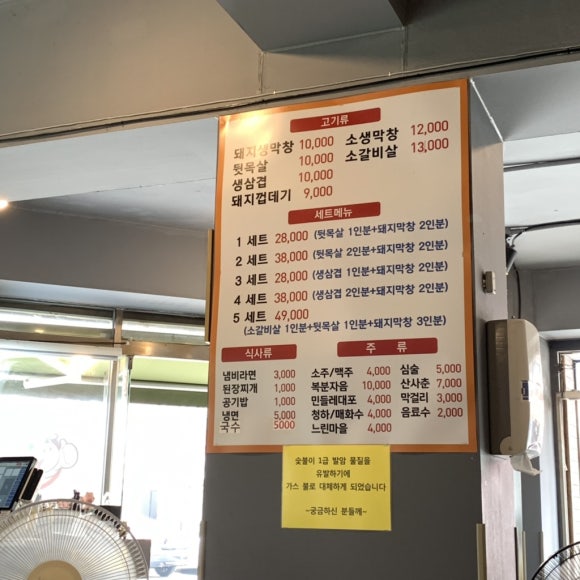 고기류
돼지생막창 10,000 소생막창 12,000
뒷목살 10,000 소갈비살 13,000
생삼겹 10,000
돼지껍데기 9,000
세트메뉴
1 세트 28,000 (뒷목살 1인분+돼지막창 2인분)
2 세트 38,000 (뒷목살 2인분+돼지막창 2인분)
3 세트 28,000 (생삼겹 1인분+돼지막창 2인분)
4 세트 38,000 (생삼겹 2인분+돼지막창 2인분)
5 세트 49,000
(소갈비살 1인분+뒷목살 1인분+돼지막창 3인분)
식사류
냄비라면 3,000
된장찌개 1,000
공기밥 1,000
냉면 5,000
국수 5000
주 류
소주/맥주 4,000 심술 5,000
복분자음 10,000 산사춘 7,000
민들레대포 4,000 막걸리 3,000
청하/매화수 4,000 음료수 2,000
느린마을 4,000
숯불이 1급 발암 물질을
유발하기에
가스 불로 대체하게 되었습니다
~궁금하신 분들께~